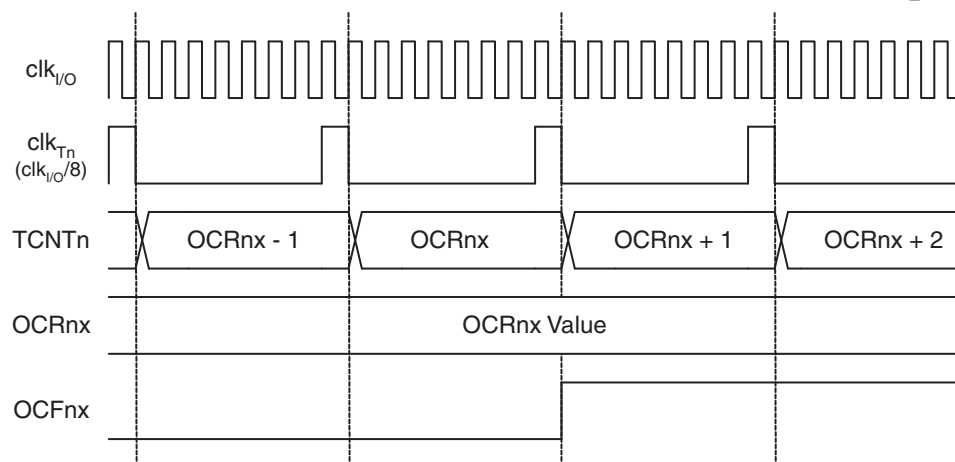 clkI/O
clkTn
(clkI/O/8)
TCNTn OCRnx - 1 OCRnx OCRnx + 1 OCRnx + 2
OCRnx OCRnx Value
OCFnx